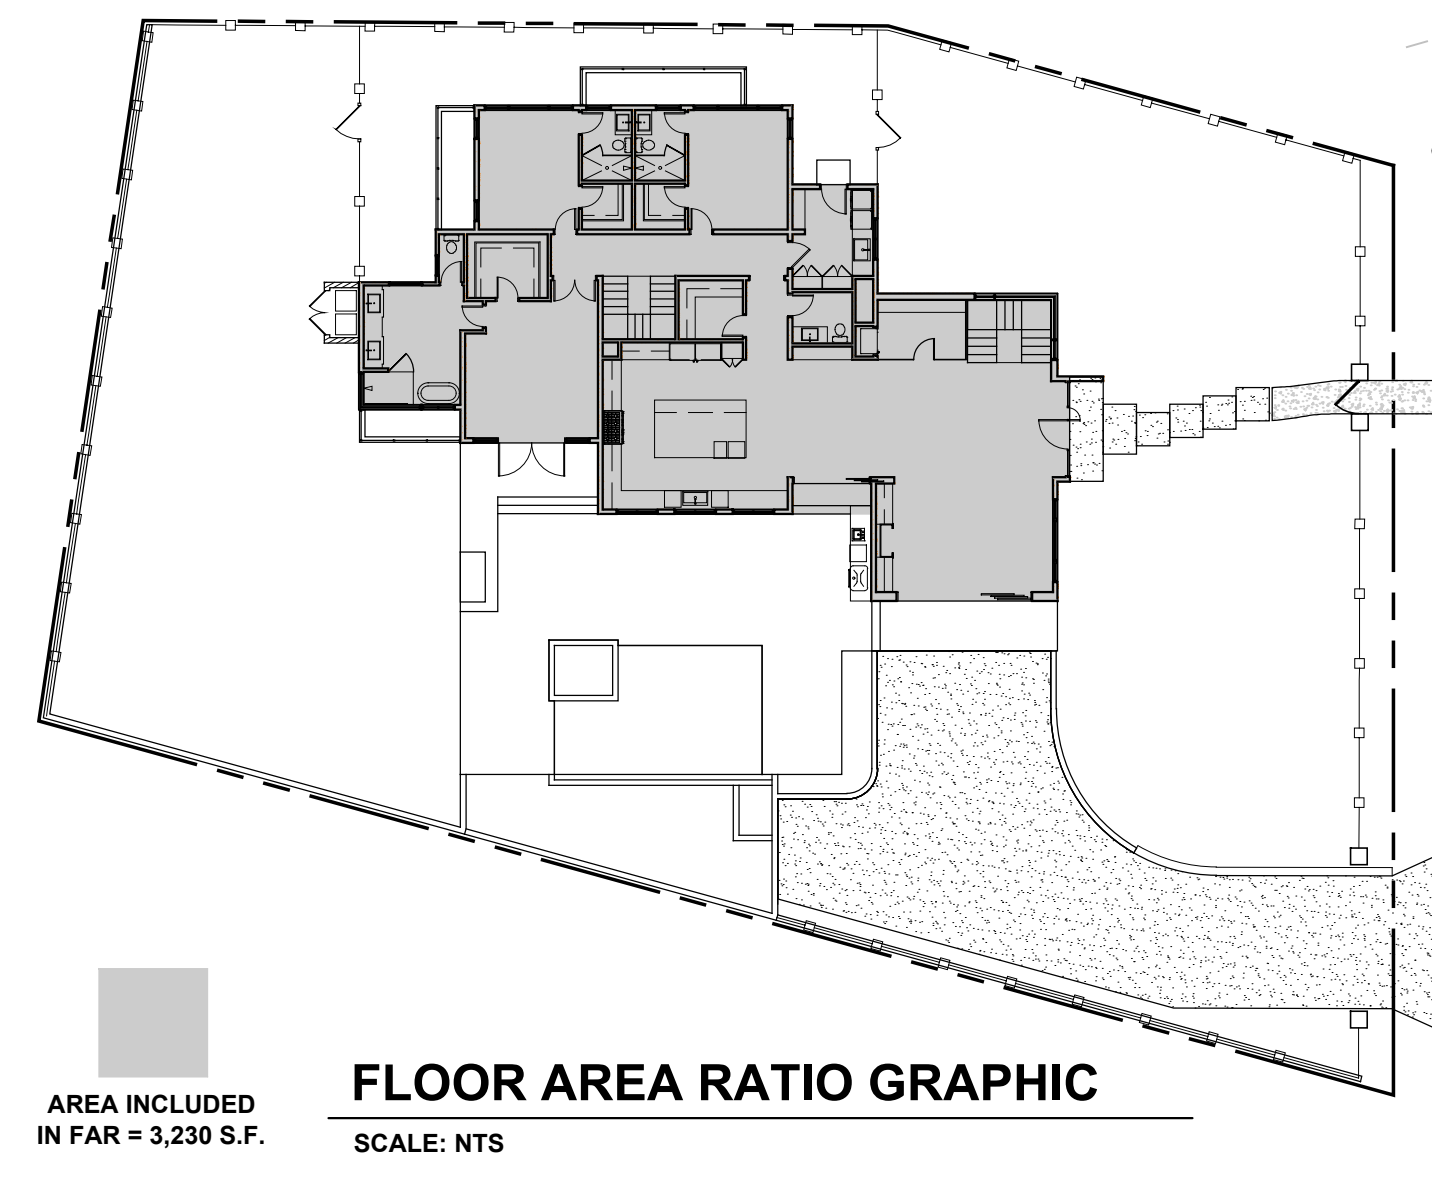 FLOOR AREA RATIO GRAPHIC
SCALE: NTS
AREA INCLUDED
IN FAR = 3,230 S.F.